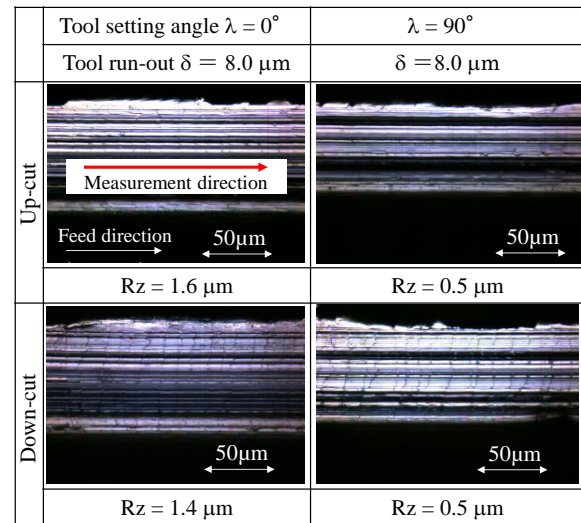 Tool setting angle λ = 0° λ = 90°
Tool run-out δ = 8.0 μm δ =8.0 μm
Up-cut
Measurement direction
Feed direction
50μm
50μm
Rz = 1.6 μm Rz = 0.5 μm
Down-cut
50μm
50μm
Rz = 1.4 μm Rz = 0.5 μm